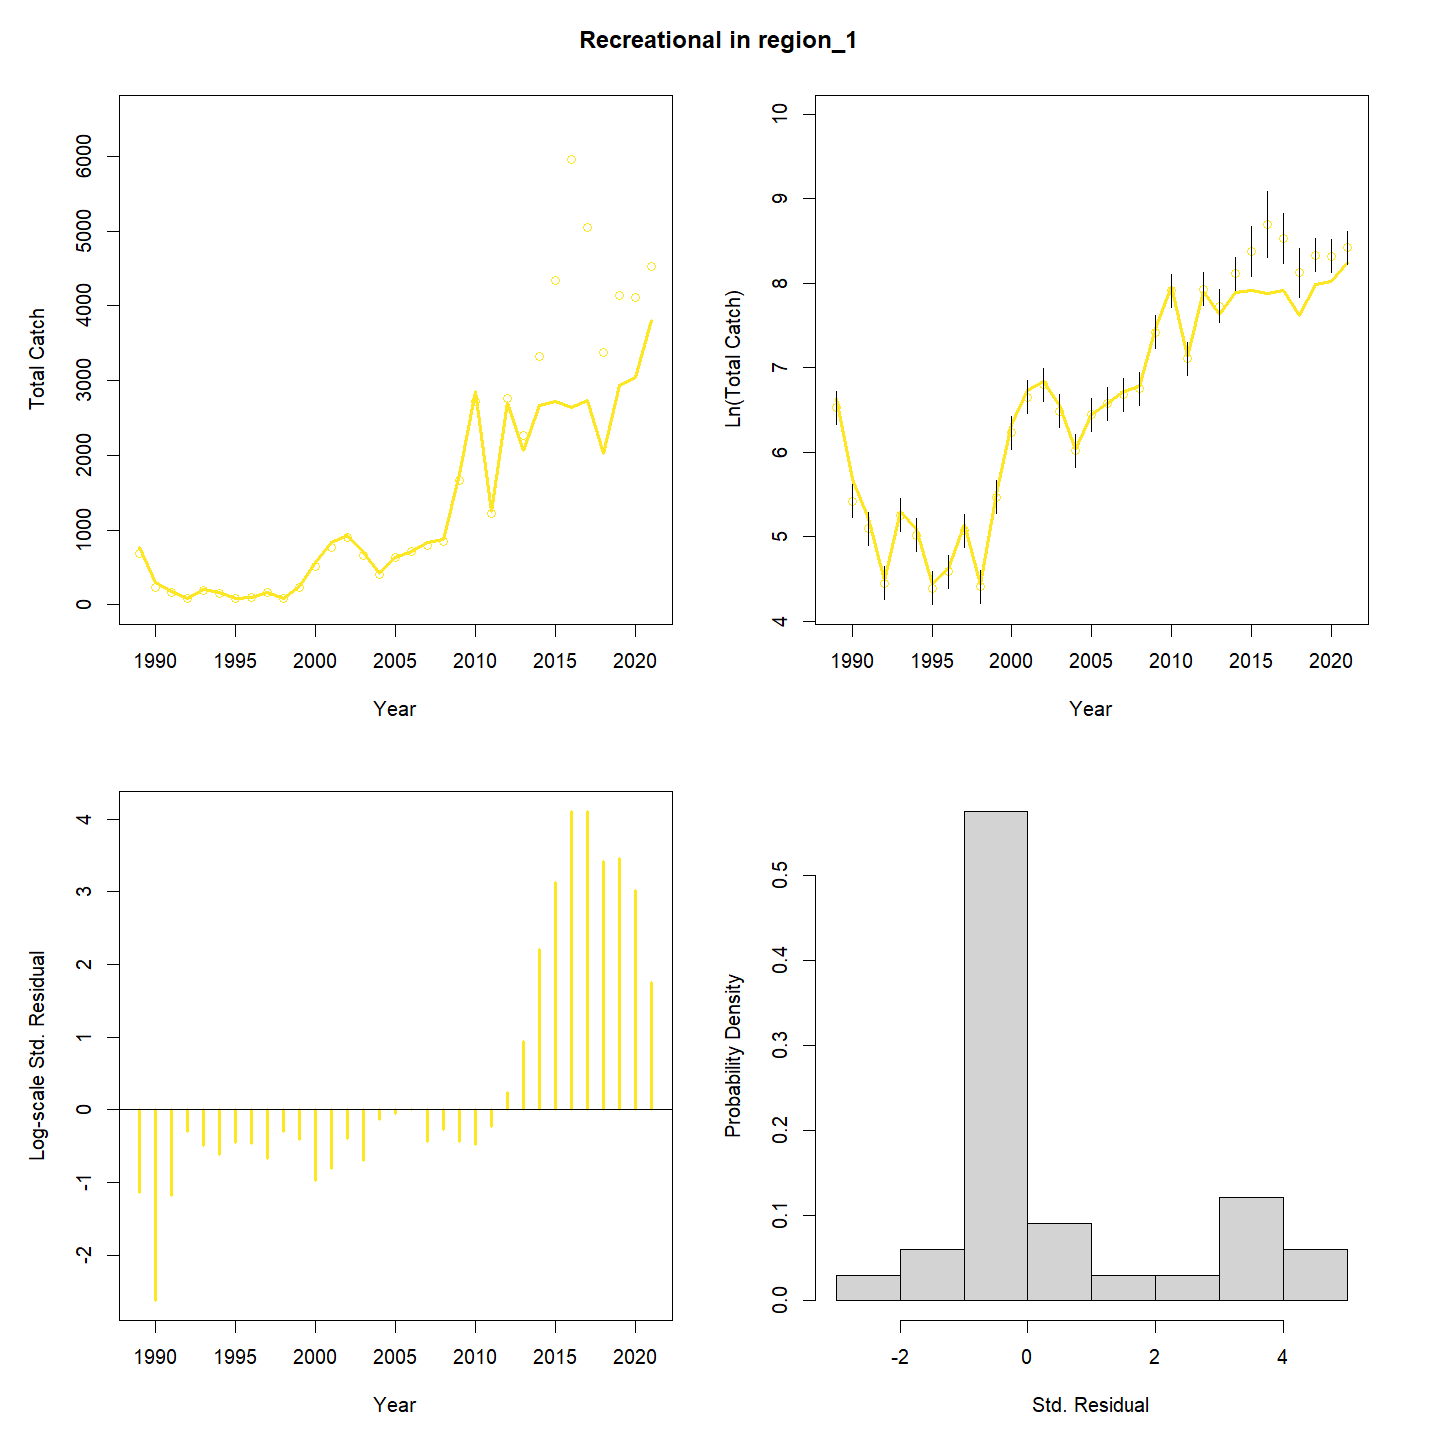 Recreational in region_1
Total Catch
0 1000 2000 3000 4000 5000 6000
1990 1995 2000 2005 2010 2015 2020
Year
Ln(Total Catch)
4 5 6 7 8 9 10
1990 1995 2000 2005 2010 2015 2020
Year
Log-scale Std. Residual
-2 -1 0 1 2 3 4
1990 1995 2000 2005 2010 2015 2020
Year
Probability Density
0.0 0.1 0.2 0.3 0.4 0.5
-2 0 2 4
Std. Residual